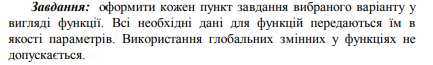 Завдання: оформити кожен пункт завдання вибраного варіанту у
вигляді функції. Всі необхідні дані для функцій передаються їм в
якості параметрів. Використання глобальних змінних у функціях не
допускається.